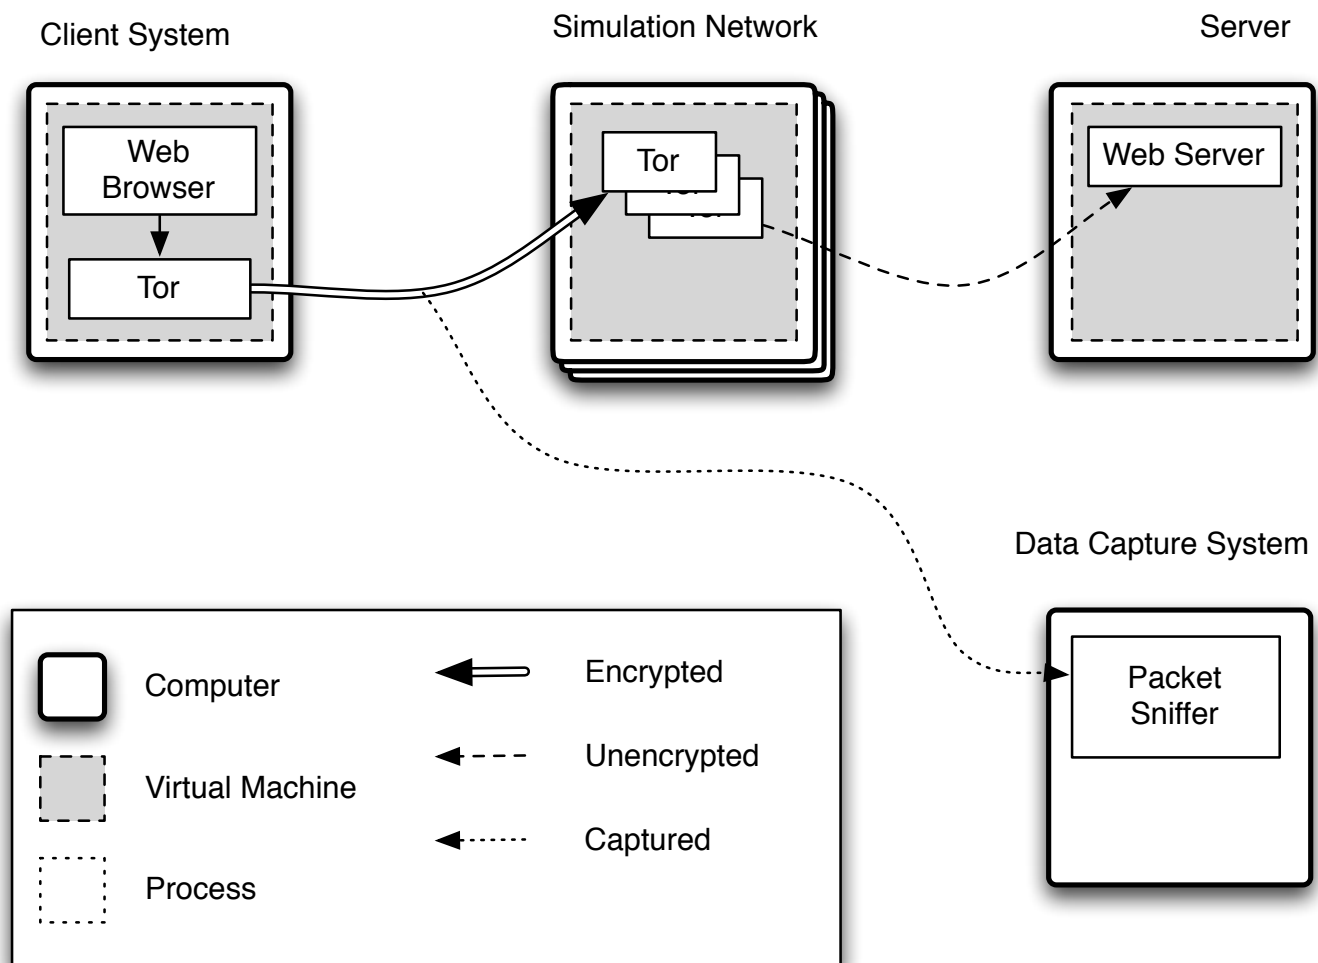 Client System
Simulation Network
Server
Web
Browser
Tor
Tor
Web Server
Data Capture System
Packet
Sniffer
Computer
Virtual Machine
Process
Encrypted
Unencrypted
Captured